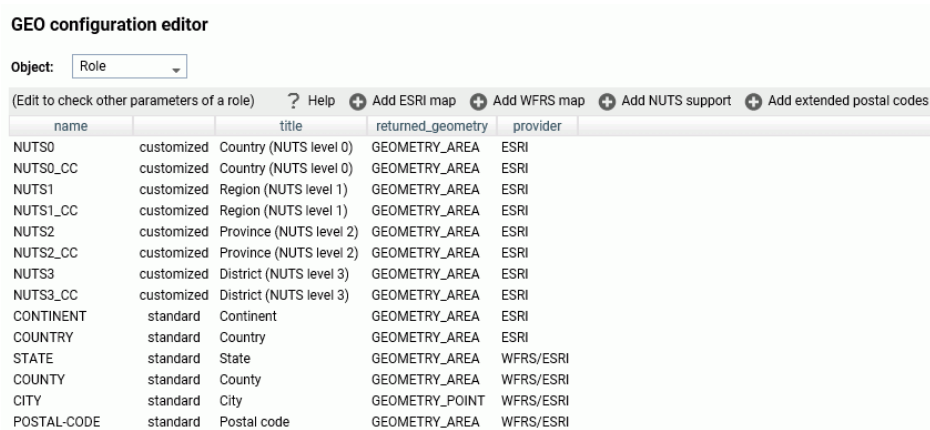 GEO configuration editor
Object: Role
(Edit to check other parameters of a role) ? Help Add ESRI map Add WFRS map Add NUTS support Add extended postal codes
name title returned_geometry provider
NUTS0 customized Country (NUTS level 0) GEOMETRY_AREA ESRI
NUTS0_CC customized Country (NUTS level 0) GEOMETRY_AREA ESRI
NUTS1 customized Region (NUTS level 1) GEOMETRY_AREA ESRI
NUTS1_CC customized Region (NUTS level 1) GEOMETRY_AREA ESRI
NUTS2 customized Province (NUTS level 2) GEOMETRY_AREA ESRI
NUTS2_CC customized Province (NUTS level 2) GEOMETRY_AREA ESRI
NUTS3 customized District (NUTS level 3) GEOMETRY_AREA ESRI
NUTS3_CC customized District (NUTS level 3) GEOMETRY_AREA ESRI
CONTINENT standard Continent GEOMETRY_AREA ESRI
COUNTRY standard Country GEOMETRY_AREA ESRI
STATE standard State GEOMETRY_AREA WFRS/ESRI
COUNTY standard County GEOMETRY_AREA WFRS/ESRI
CITY standard City GEOMETRY_POINT WFRS/ESRI
POSTAL-CODE standard Postal code GEOMETRY_AREA WFRS/ESRI